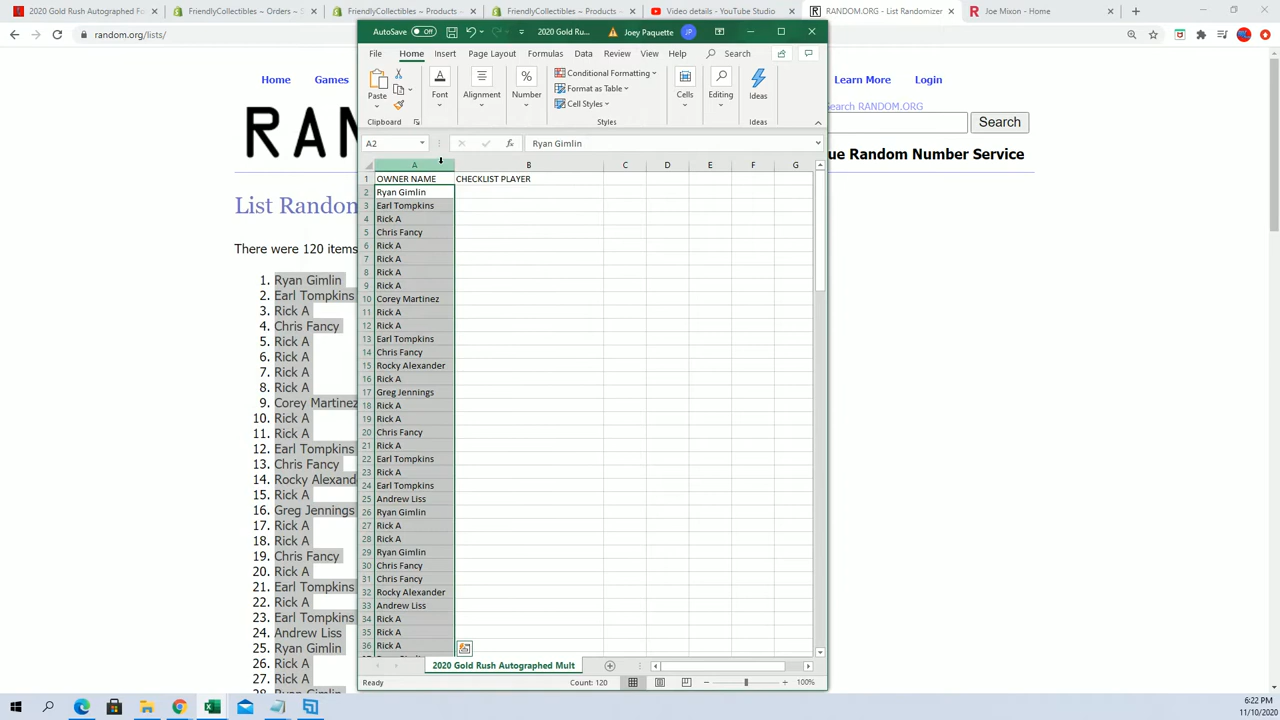 2020 Gold Rush Autographed Fo
FriendlyCollectibles ~ Orders ~ S
FriendlyCollectibles ~ Products ~
FriendlyCollectibles ~ Products ~
Video details - YouTube Studio
RANDOM.ORG - List Randomizer
Joe Mixon - Home
random.org/lists/
AutoSave Off
2020 Gold Ru...
Joey Paquette
JP
File Home Insert Page Layout Formulas Data Review View Help Search
Paste
Clipboard
Font
Alignment
Number
Conditional Formatting
Format as Table
Cell Styles
Styles
Cells
Editing
Ideas
Ideas
A2
Ryan Gimlin
A B C D E F G
1 OWNER NAME CHECKLIST PLAYER
2 Ryan Gimlin
3 Earl Tompkins
4 Rick A
5 Chris Fancy
6 Rick A
7 Rick A
8 Rick A
9 Rick A
10 Corey Martinez
11 Rick A
12 Rick A
13 Earl Tompkins
14 Chris Fancy
15 Rocky Alexander
16 Rick A
17 Greg Jennings
18 Rick A
19 Rick A
20 Chris Fancy
21 Rick A
22 Earl Tompkins
23 Rick A
24 Earl Tompkins
25 Andrew Liss
26 Ryan Gimlin
27 Rick A
28 Rick A
29 Ryan Gimlin
30 Chris Fancy
31 Chris Fancy
32 Rocky Alexander
33 Andrew Liss
34 Rick A
35 Rick A
36 Rick A
2020 Gold Rush Autographed Mult
Ready
Count: 120
100%
Home Games
Learn More Login
RAN
Search RANDOM.ORG
Search
ue Random Number Service
List Random
There were 120 items
1. Ryan Gimlin
2. Earl Tompkins
3. Rick A
4. Chris Fancy
5. Rick A
6. Rick A
7. Rick A
8. Rick A
9. Corey Martinez
10. Rick A
11. Rick A
12. Earl Tompkins
13. Chris Fancy
14. Rocky Alexand
15. Rick A
16. Greg Jennings
17. Rick A
18. Rick A
19. Chris Fancy
20. Rick A
21. Earl Tompkins
22. Rick A
23. Earl Tompkins
24. Andrew Liss
25. Ryan Gimlin
26. Rick A
27. Rick A
28. Ryan Gimlin
6:22 PM
11/10/2020